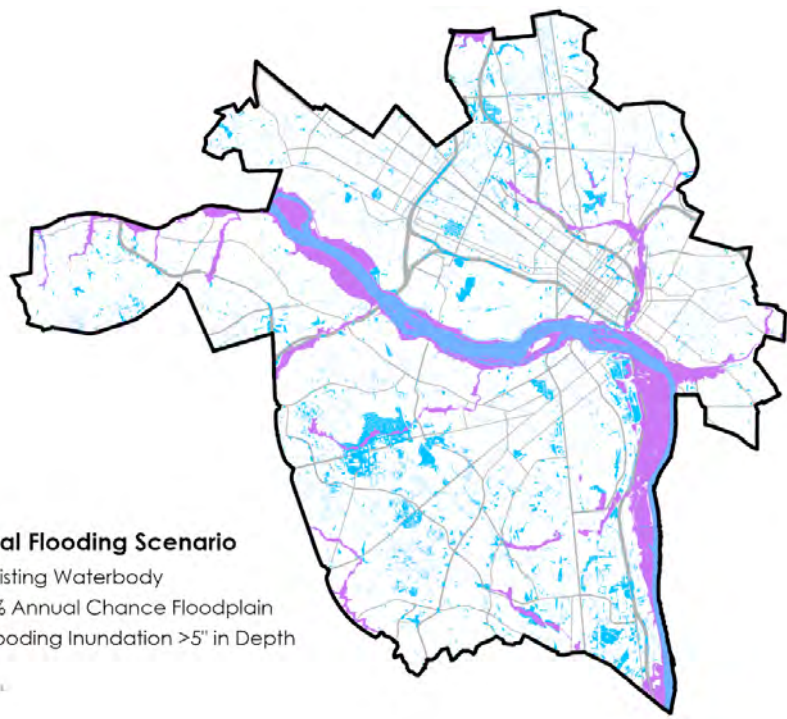 al Flooding Scenario
isting Waterbody
% Annual Chance Floodplain
ooding Inundation >5" in Depth